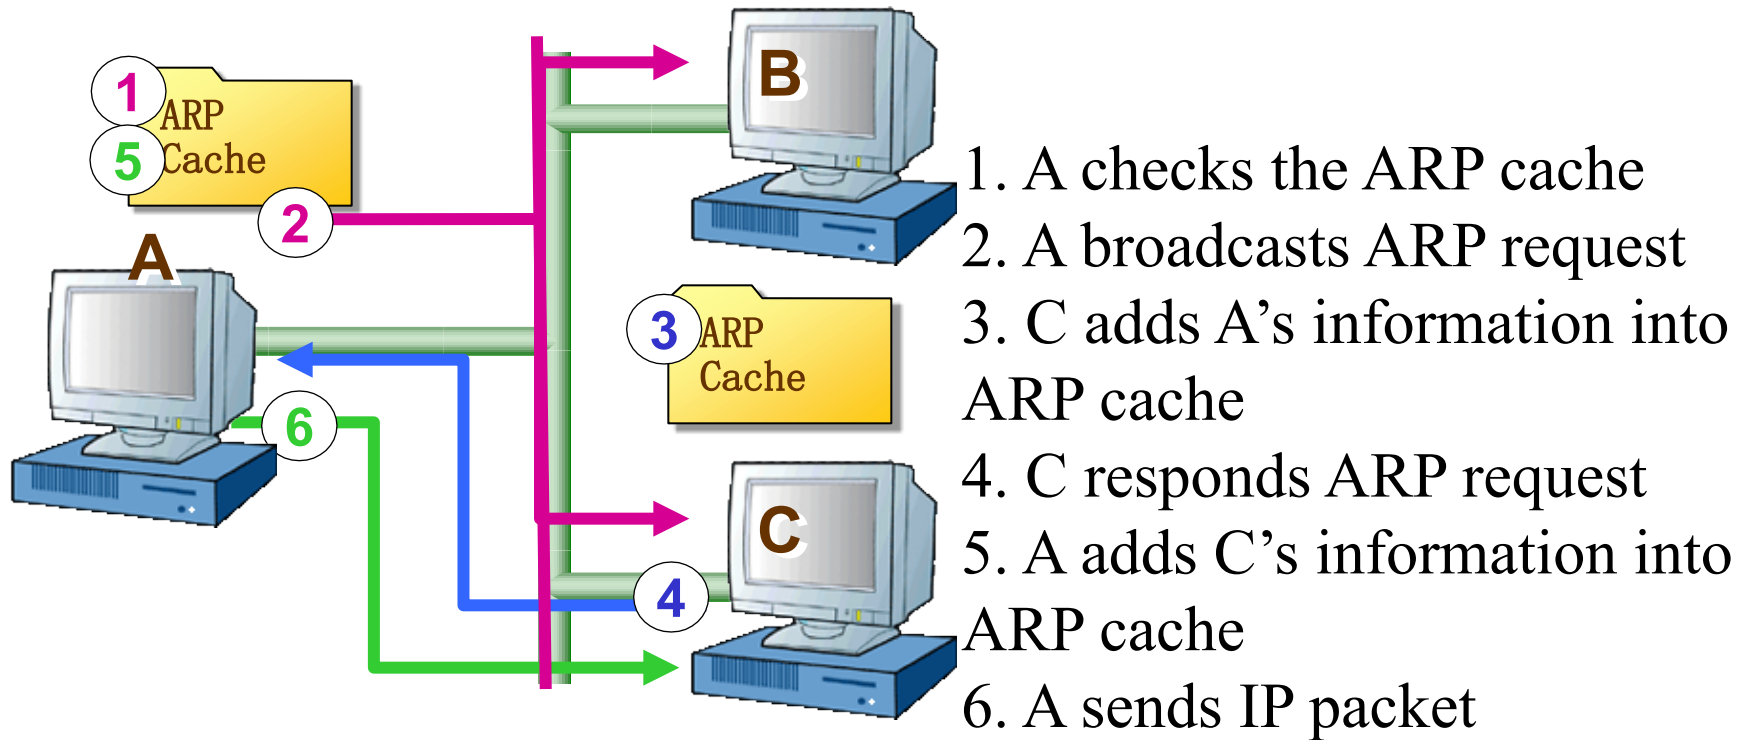 1
ARP
5
Cache
2
A
B
3
ARP
Cache
6
C
4
1. A checks the ARP cache
2. A broadcasts ARP request
3. C adds A’s information into
ARP cache
4. C responds ARP request
5. A adds C’s information into
ARP cache
6. A sends IP packet